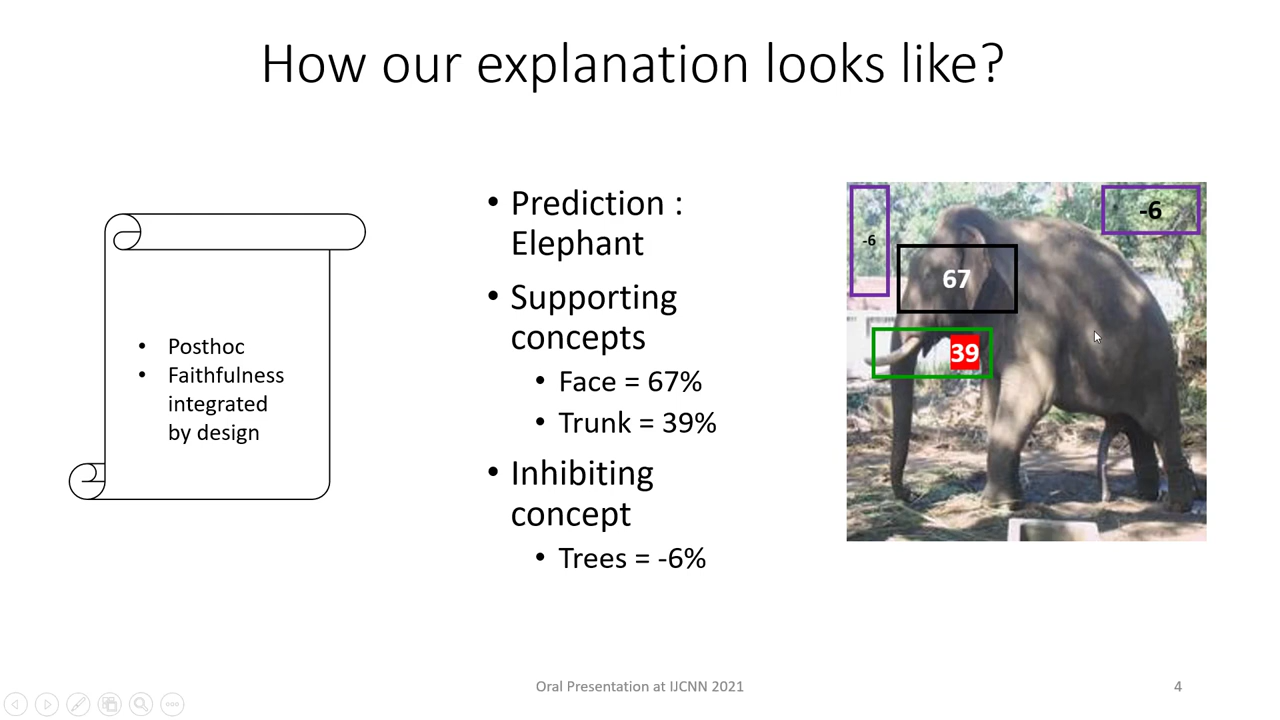 How our explanation looks like?
• Posthoc
• Faithfulness
integrated
by design
• Prediction :
Elephant
• Supporting
concepts
• Face = 67%
• Trunk = 39%
• Inhibiting
concept
• Trees = -6%
-6
-6
67
39
Oral Presentation at IJCNN 2021
4